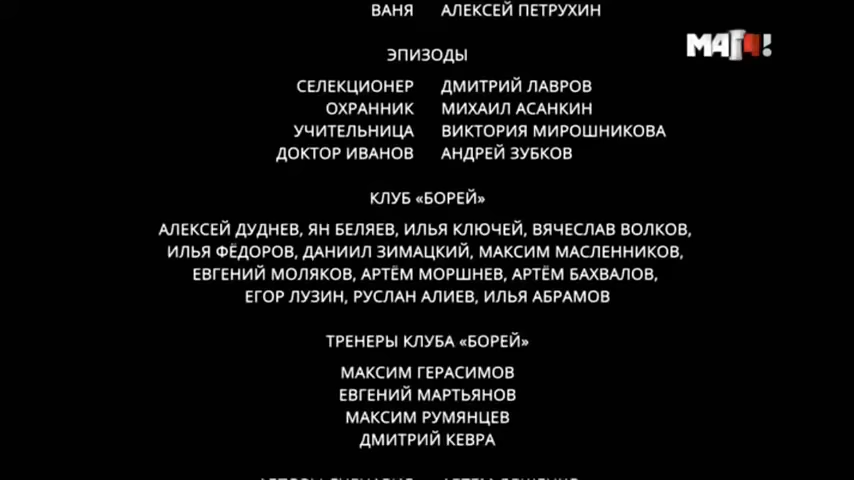 ВАНЯ АЛЕКСЕЙ ПЕТРУХИН
МАТЧ!
ЭПИЗОДЫ
СЕЛЕКЦИОНЕР ДМИТРИЙ ЛАВРОВ
ОХРАННИК МИХАИЛ АСАНКИН
УЧИТЕЛЬНИЦА ВИКТОРИЯ МИРОШНИКОВА
ДОКТОР ИВАНОВ АНДРЕЙ ЗУБКОВ
КЛУБ «БОРЕЙ»
АЛЕКСЕЙ ДУДНЕВ, ЯН БЕЛЯЕВ, ИЛЬЯ КЛЮЧЕЙ, ВЯЧЕСЛАВ ВОЛКОВ,
ИЛЬЯ ФЁДОРОВ, ДАНИИЛ ЗИМАЦКИЙ, МАКСИМ МАСЛЕННИКОВ,
ЕВГЕНИЙ МОЛЯКОВ, АРТЁМ МОРШНЕВ, АРТЁМ БАХВАЛОВ,
ЕГОР ЛУЗИН, РУСЛАН АЛИЕВ, ИЛЬЯ АБРАМОВ
ТРЕНЕРЫ КЛУБА «БОРЕЙ»
МАКСИМ ГЕРАСИМОВ
ЕВГЕНИЙ МАРТЬЯНОВ
МАКСИМ РУМЯНЦЕВ
ДМИТРИЙ КЕВРА